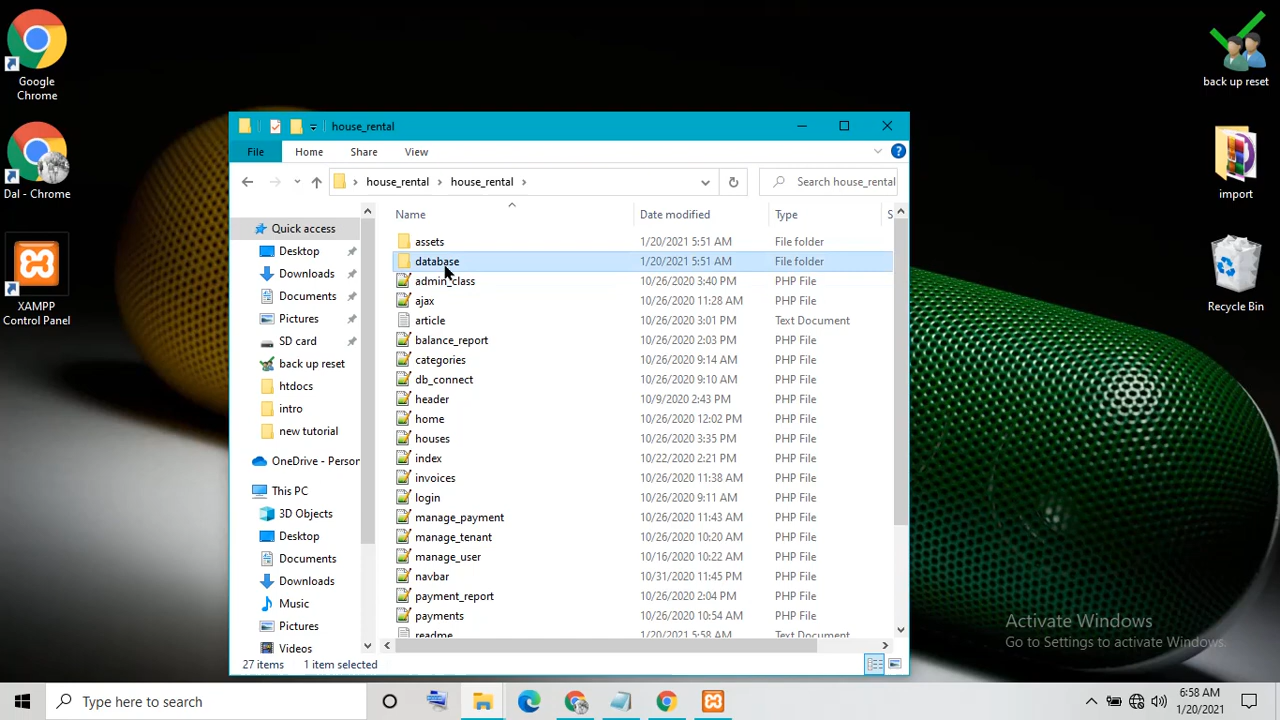 Google
Chrome
Dal - Chrome
XAMPP
Control Panel
back up reset
import
Recycle Bin
house_rental
File Home Share View
house_rental house_rental
Search house_rental
Name Date modified Type
Quick access
Desktop
Downloads
Documents
Pictures
SD card
back up reset
htdocs
intro
new tutorial
OneDrive - Person
This PC
3D Objects
Desktop
Documents
Downloads
Music
Pictures
Videos
assets 1/20/2021 5:51 AM File folder
database 1/20/2021 5:51 AM File folder
admin_class 10/26/2020 3:40 PM PHP File
ajax 10/26/2020 11:28 AM PHP File
article 10/26/2020 3:01 PM Text Document
balance_report 10/26/2020 2:03 PM PHP File
categories 10/26/2020 9:14 AM PHP File
db_connect 10/26/2020 9:10 AM PHP File
header 10/9/2020 2:43 PM PHP File
home 10/26/2020 12:02 PM PHP File
houses 10/26/2020 3:35 PM PHP File
index 10/22/2020 2:21 PM PHP File
invoices 10/26/2020 11:38 AM PHP File
login 10/26/2020 9:11 AM PHP File
manage_payment 10/26/2020 11:43 AM PHP File
manage_tenant 10/26/2020 10:20 AM PHP File
manage_user 10/16/2020 10:22 AM PHP File
navbar 10/31/2020 11:45 PM PHP File
payment_report 10/26/2020 2:04 PM PHP File
payments 10/26/2020 10:54 AM PHP File
readme 1/20/2021 5:58 AM Text Document
27 items 1 item selected
Activate Windows
Go to Settings to activate Windows.
Type here to search
6:58 AM
1/20/2021